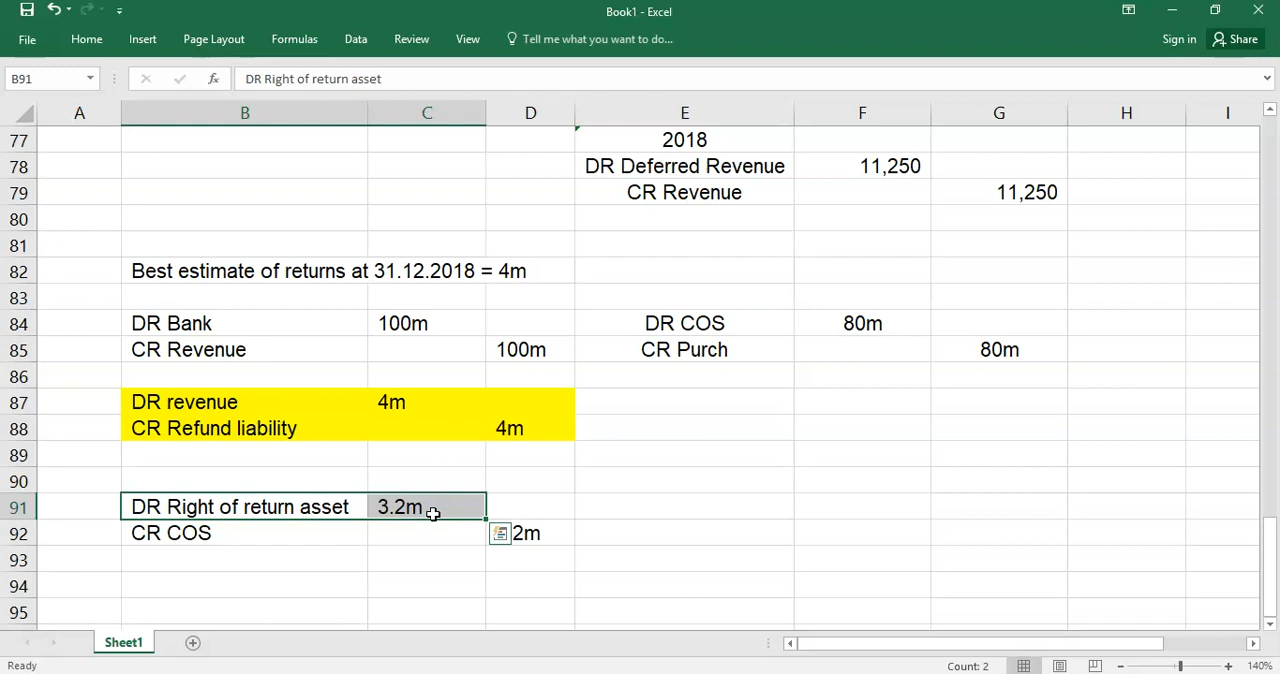 Book1 - Excel
File Home Insert Page Layout Formulas Data Review View Tell me what you want to do... Sign in Share
B91 fx DR Right of return asset
A B C D E F G H I
77 2018
78 DR Deferred Revenue 11,250
79 CR Revenue 11,250
80
81
82 Best estimate of returns at 31.12.2018 = 4m
83
84 DR Bank 100m DR COS 80m
85 CR Revenue 100m CR Purch 80m
86
87 DR revenue 4m
88 CR Refund liability 4m
89
90
91 DR Right of return asset 3.2m
92 CR COS 2m
93
94
95
Sheet1
Ready Count: 2 140%